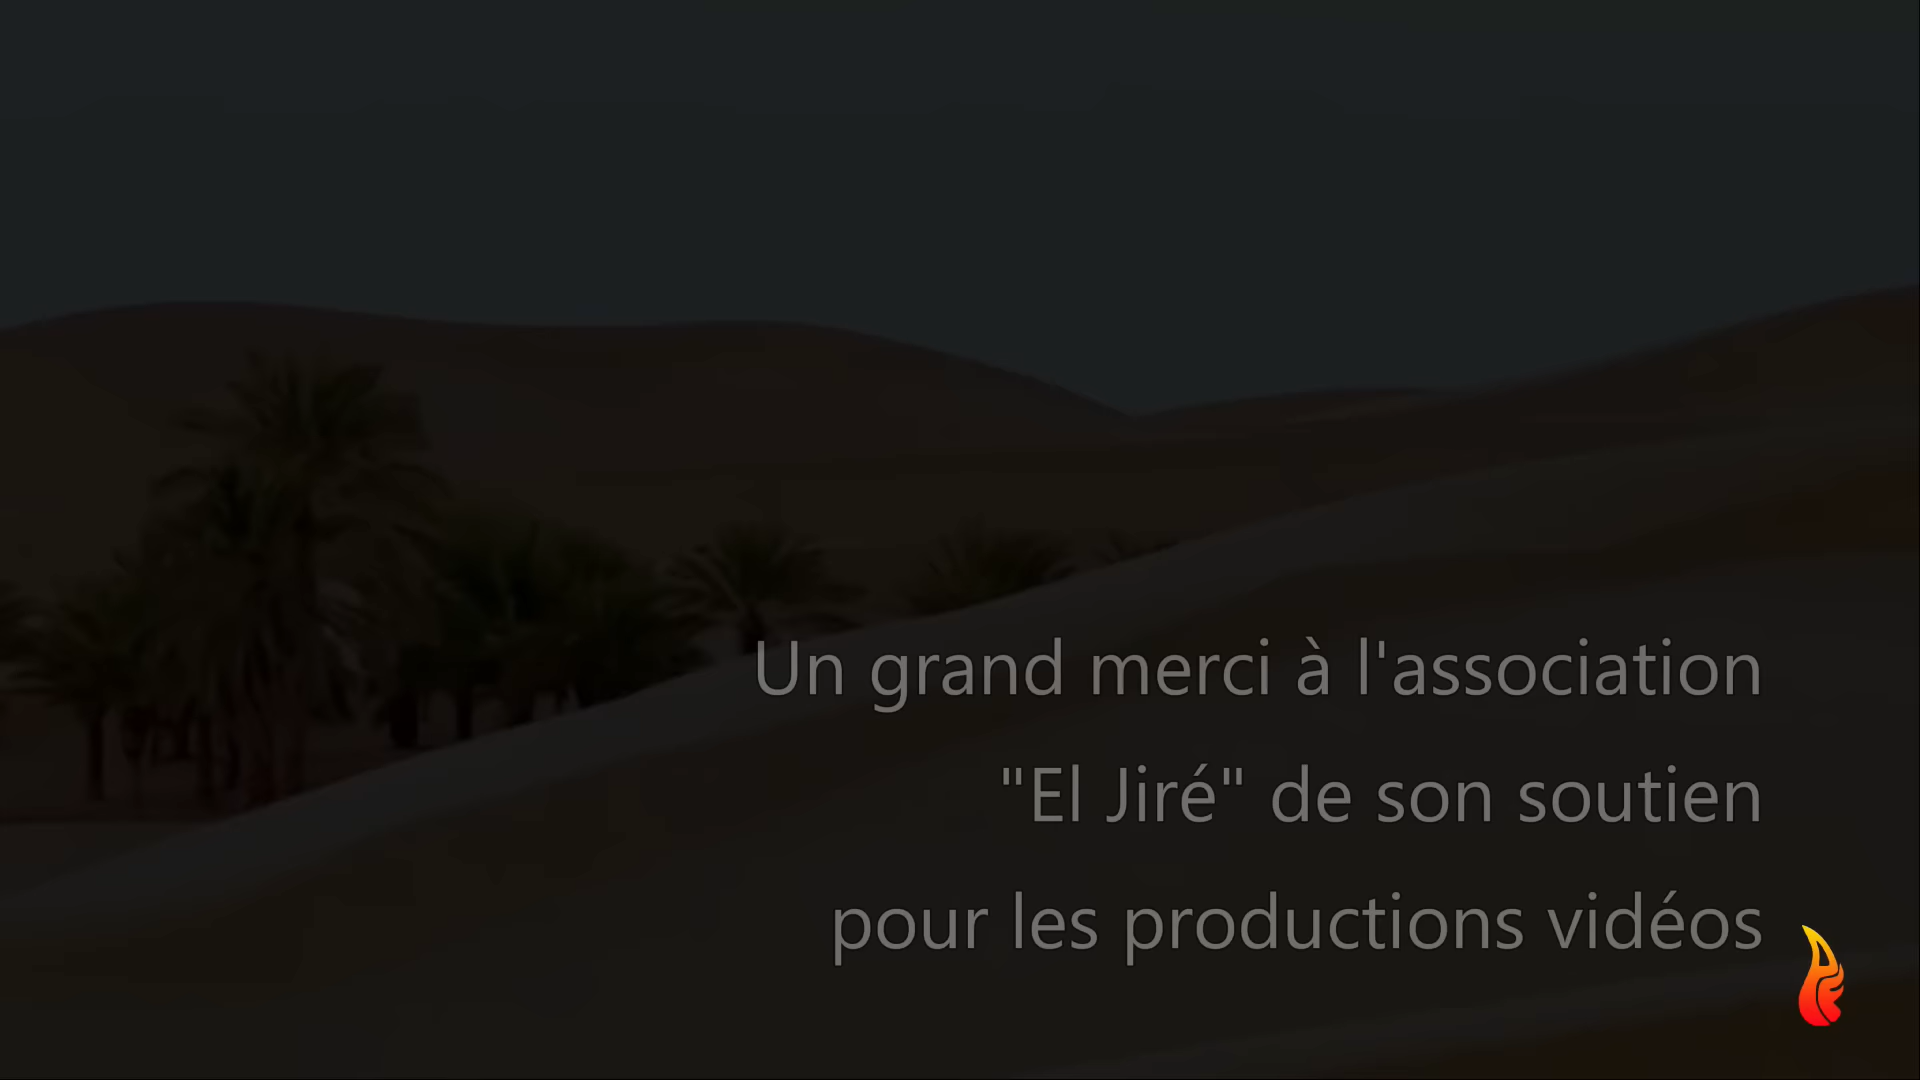 Un grand merci à l'association
"El Jiré" de son soutien
pour les productions vidéos